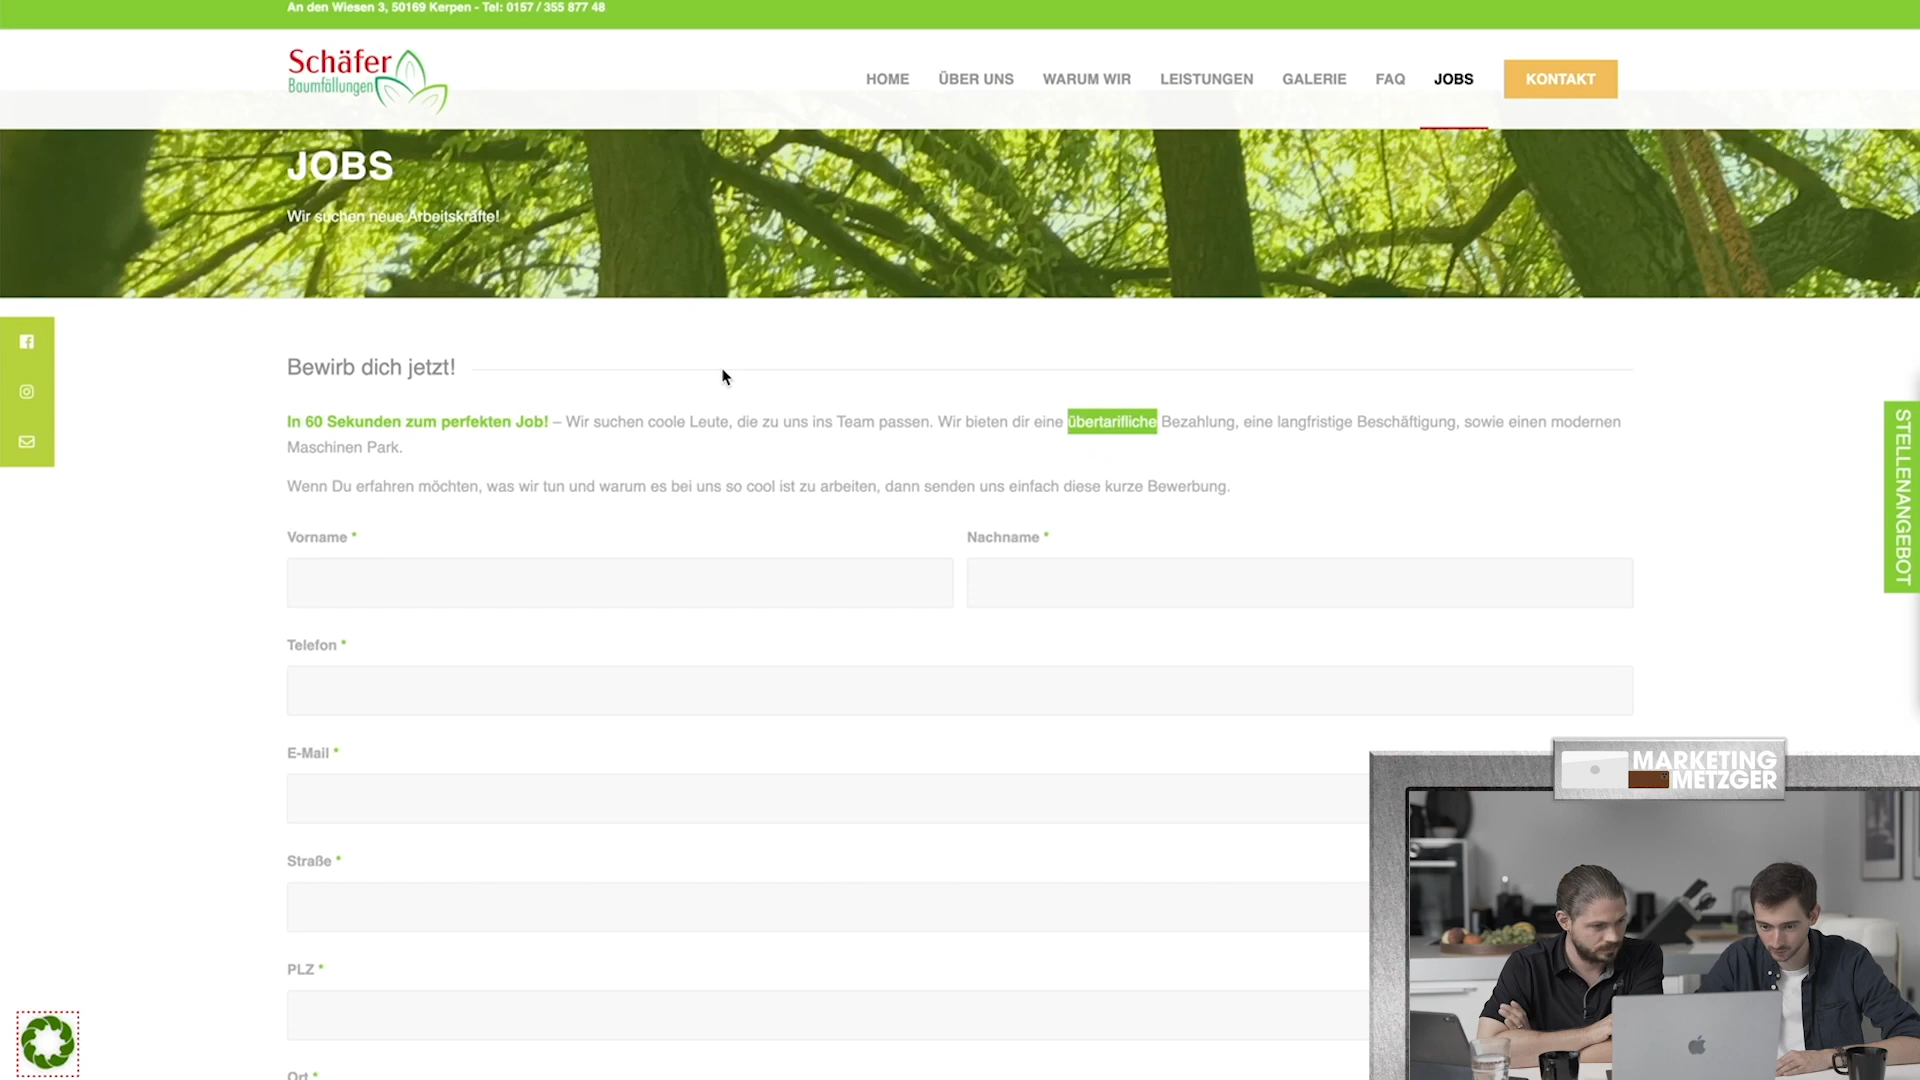 An den Wiesen 3, 50169 Kerpen - Tel: 0157 / 355 877 48
Schäfer
Baumfällungen
HOME ÜBER UNS WARUM WIR LEISTUNGEN GALERIE FAQ JOBS KONTAKT
JOBS
Wir suchen neue Arbeitskräfte!
Bewirb dich jetzt!
In 60 Sekunden zum perfekten Job! – Wir suchen coole Leute, die zu uns ins Team passen. Wir bieten dir eine übertarifliche Bezahlung, eine langfristige Beschäftigung, sowie einen modernen
Maschinen Park.
Wenn Du erfahren möchten, was wir tun und warum es bei uns so cool ist zu arbeiten, dann senden uns einfach diese kurze Bewerbung.
STELLENANGEBOT
Vorname *
Nachname *
Telefon *
E-Mail *
Straße *
PLZ *
Ort *
MARKETING
METZGER